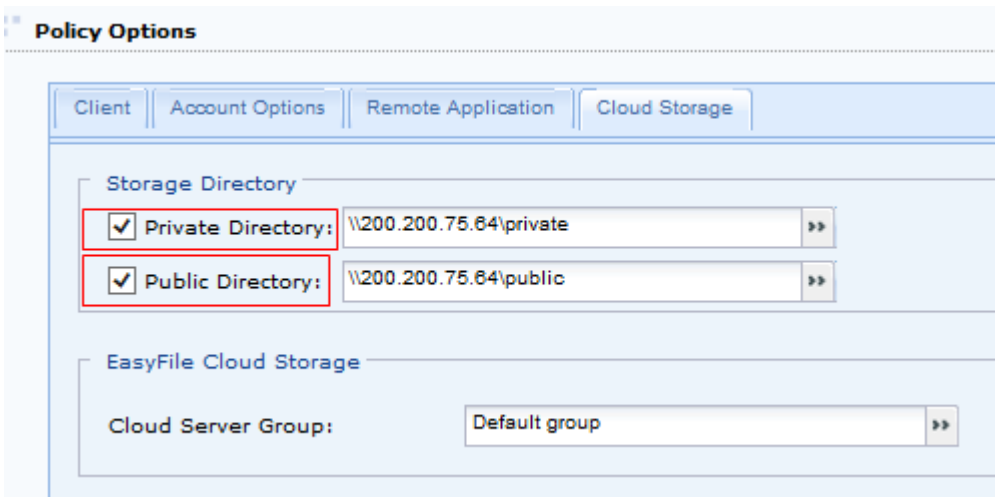 Policy Options
Client Account Options Remote Application Cloud Storage
Storage Directory
Private Directory: \\200.200.75.64\private
Public Directory: \\200.200.75.64\public
EasyFile Cloud Storage
Cloud Server Group: Default group